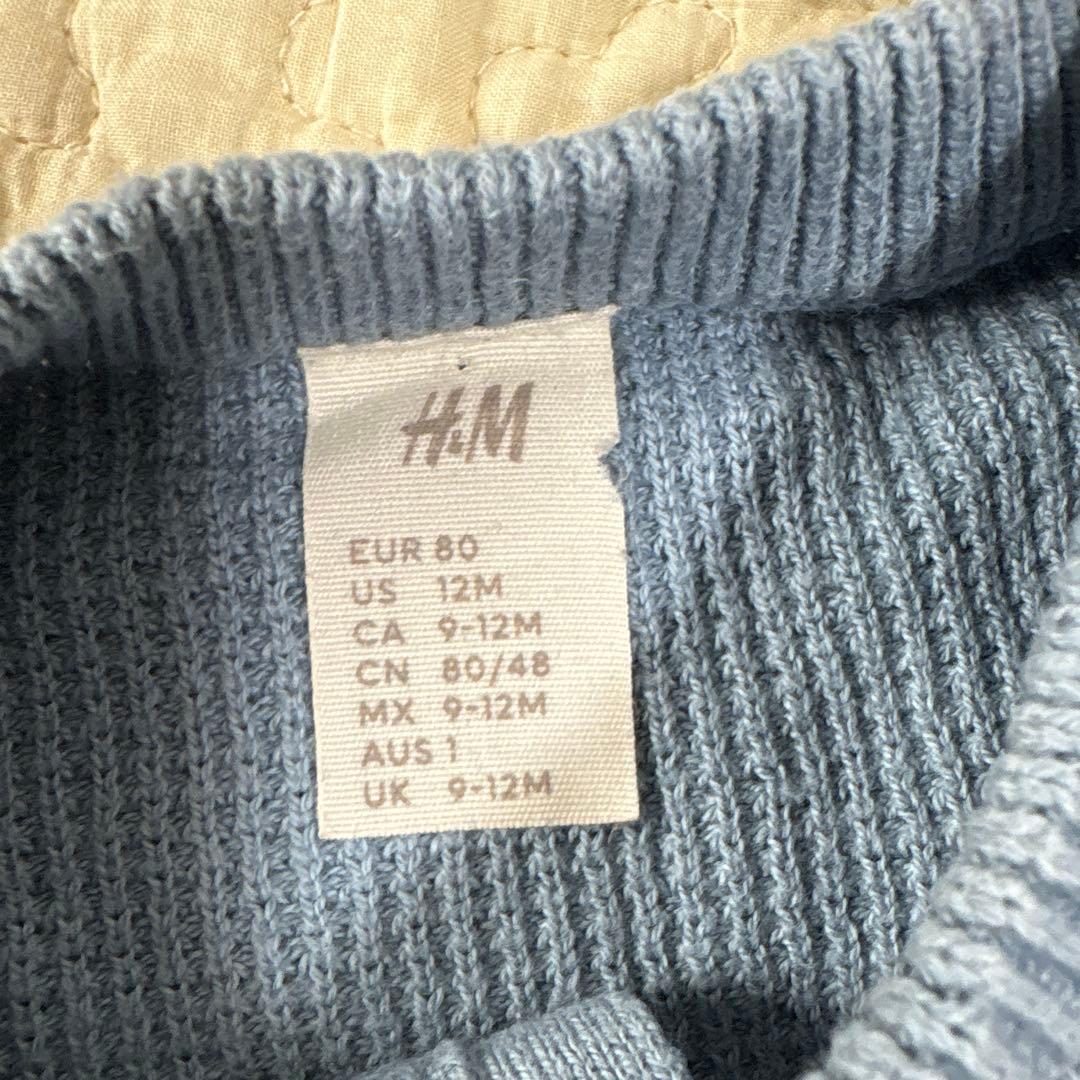 H&M
EUR 80
US 12M
CA 9-12M
CN 80/48
MX 9-12M
AUS 1
UK 9-12M